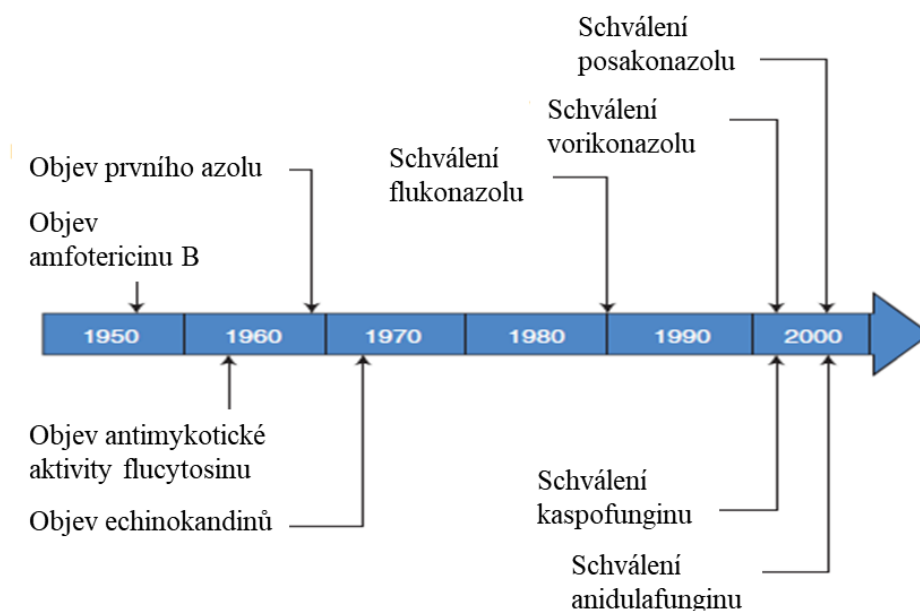 Schválení
posakonazolu
Schválení
vorikonazolu
Schválení
flukonazolu
Objev prvního azolu
Objev
amfotericinu B
1950
1960
1970
1980
1990
2000
Objev antimykotické
aktivity flucytosinu
Objev echinokandinů
Schválení
kaspofunginu
Schválení
anidulafunginu